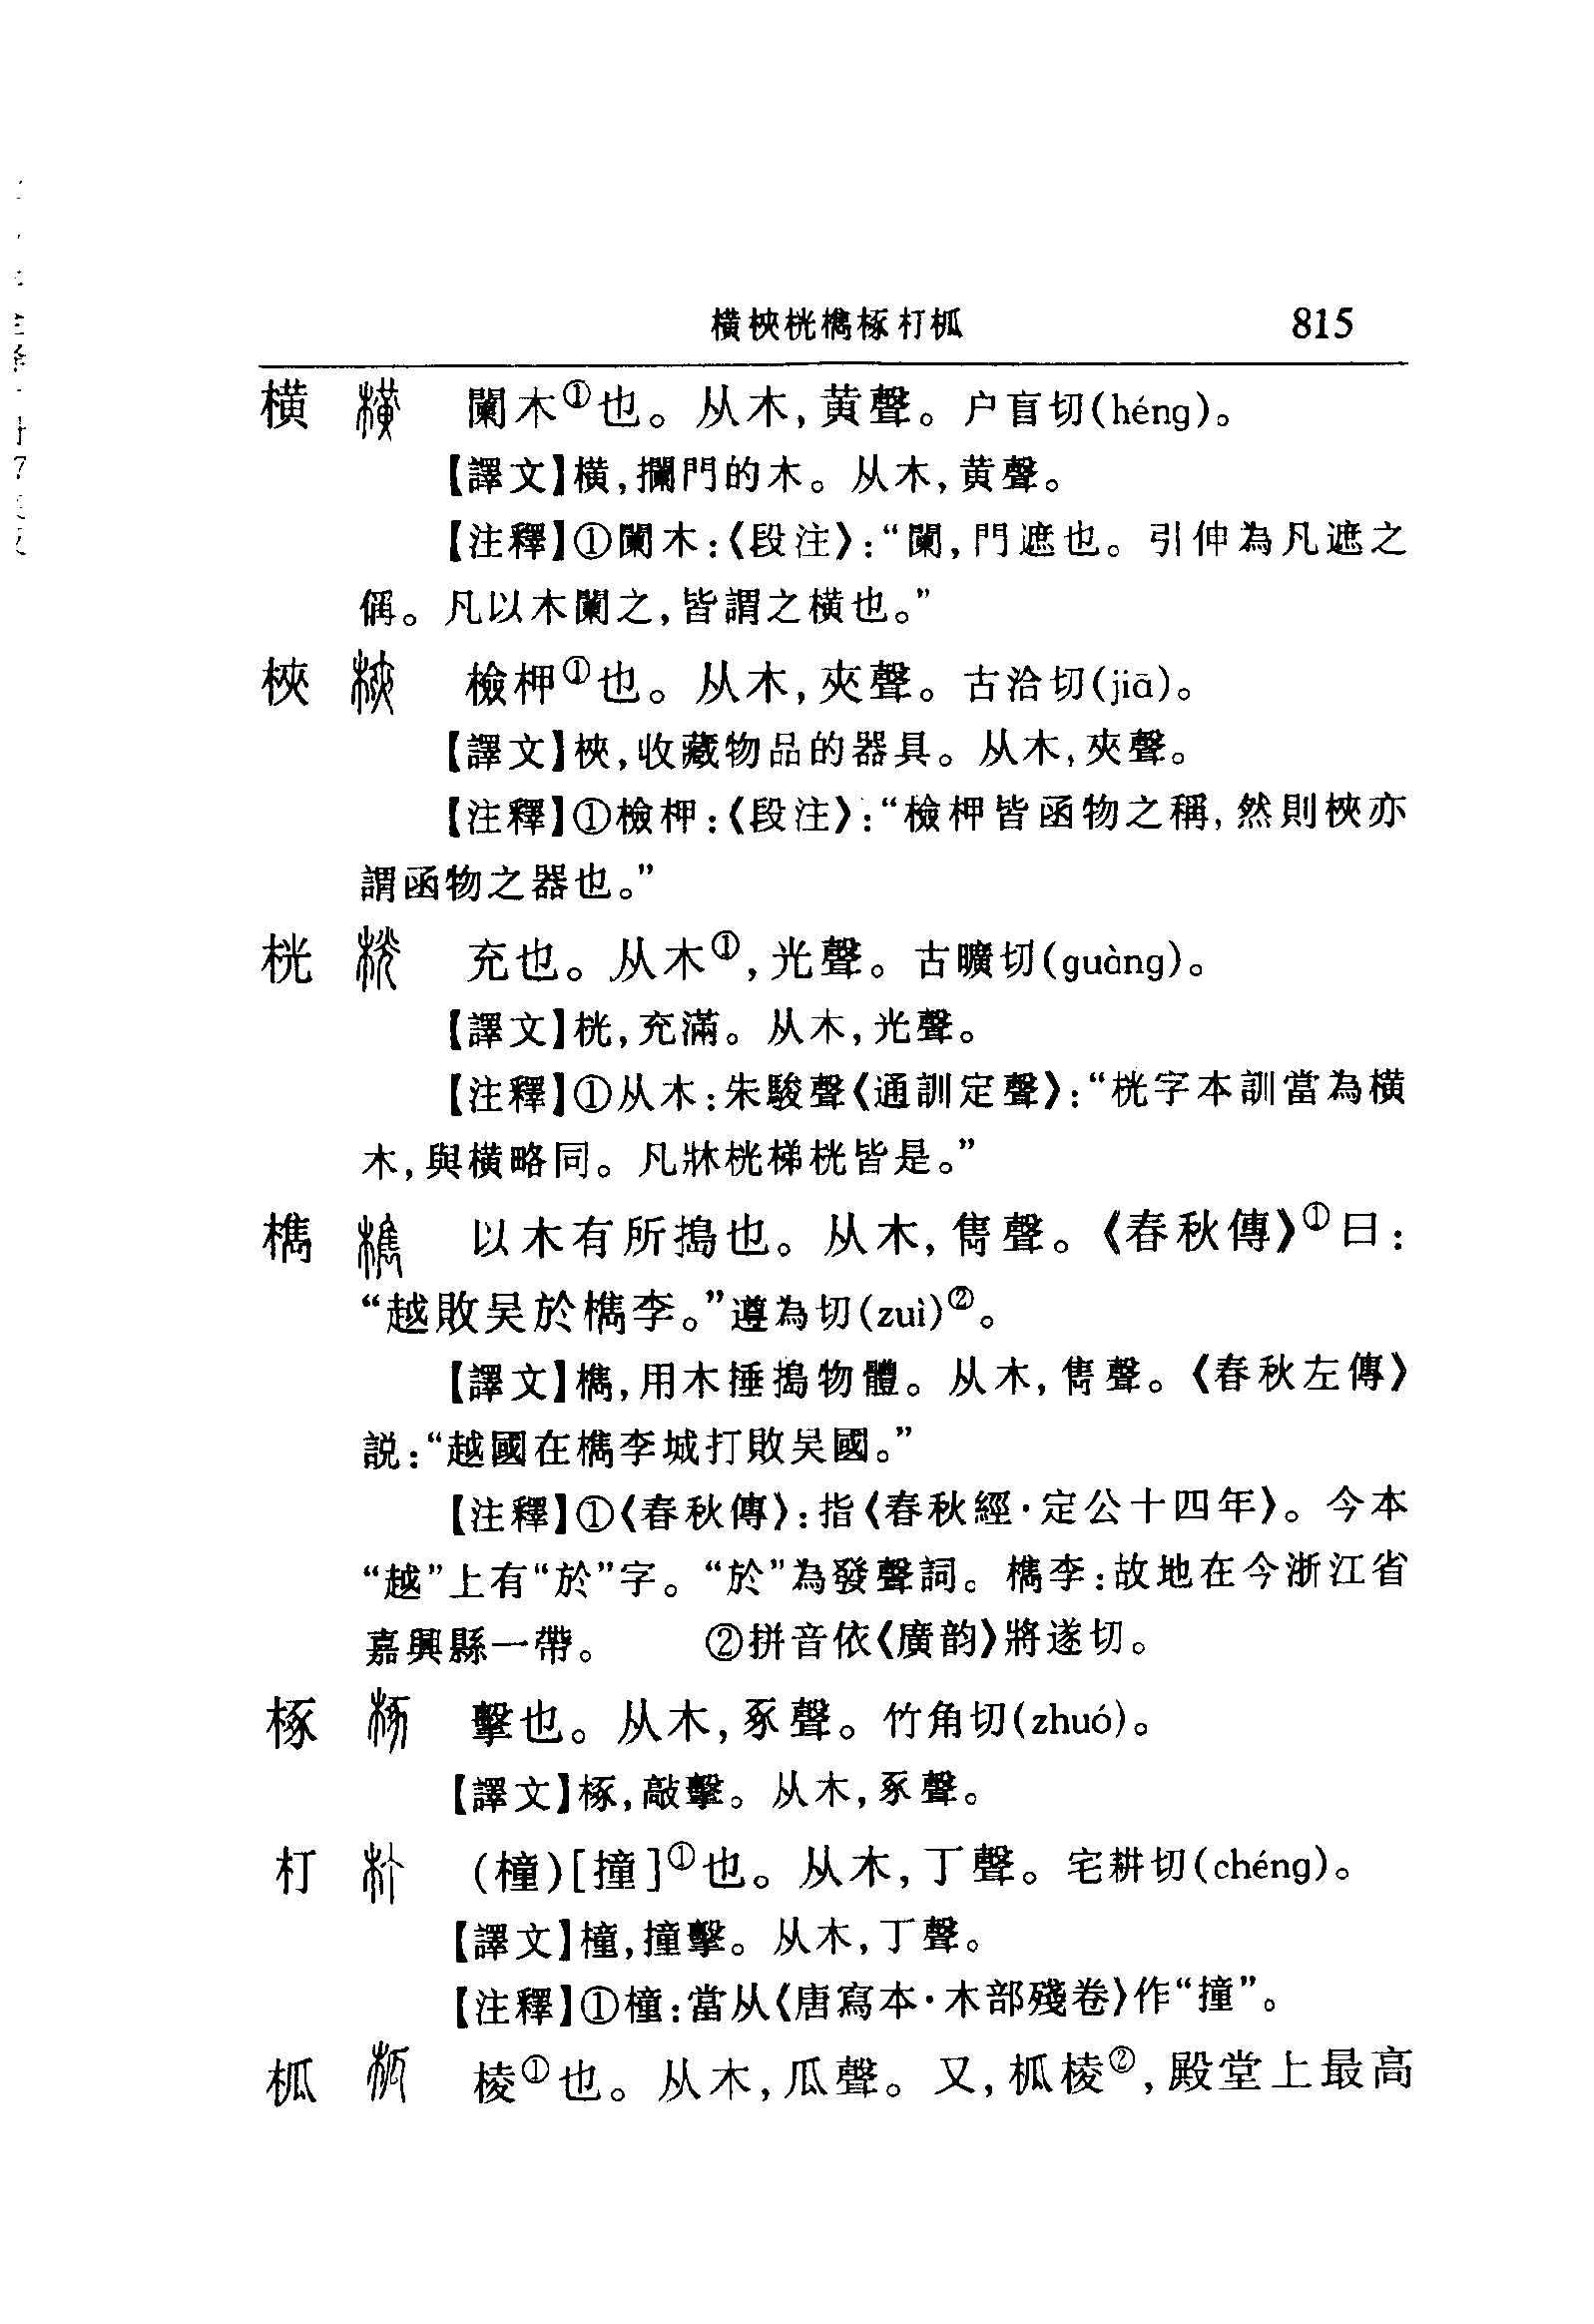 橫梜桄檇椓朾柧 815
橫 闌木①也。从木,黄聲。户盲切(héng)。
【譯文】橫,攔門的木。从木,黄聲。
【注釋】①闌木:《段注》:“闌,門遮也。引伸為凡遮之
偁。凡以木闌之,皆謂之橫也。”
梜 檢柙①也。从木,夾聲。古洽切(jiā)。
【譯文】梜,收藏物品的器具。从木,夾聲。
【注釋】①檢柙:《段注》:“檢柙皆函物之稱,然則梜亦
謂函物之器也。”
桄 充也。从木①,光聲。古曠切(guàng)。
【譯文】桄,充滿。从木,光聲。
【注釋】①从木:朱駿聲《通訓定聲》:“桄字本訓當為橫
木,與橫略同。凡牀桄梯桄皆是。”
檇 以木有所搗也。从木,雋聲。《春秋傳》①曰:
“越敗吴於檇李。”遵為切(zuì)②。
【譯文】檇,用木捶搗物體。从木,雋聲。《春秋左傳》
説:“越國在檇李城打敗吴國。”
【注釋】①《春秋傳》:指《春秋經·定公十四年》。今本
“越”上有“於”字。“於”為發聲詞。檇李:故地在今浙江省
嘉興縣一帶。 ②拼音依《廣韵》將遂切。
椓 擊也。从木,豖聲。竹角切(zhuó)。
【譯文】椓,敲擊。从木,豖聲。
朾 (橦)[撞]①也。从木,丁聲。宅耕切(chéng)。
【譯文】橦,撞擊。从木,丁聲。
【注釋】①橦:當从《唐寫本·木部殘卷》作“撞”。
柧 棱①也。从木,瓜聲。又,柧棱②,殿堂上最高